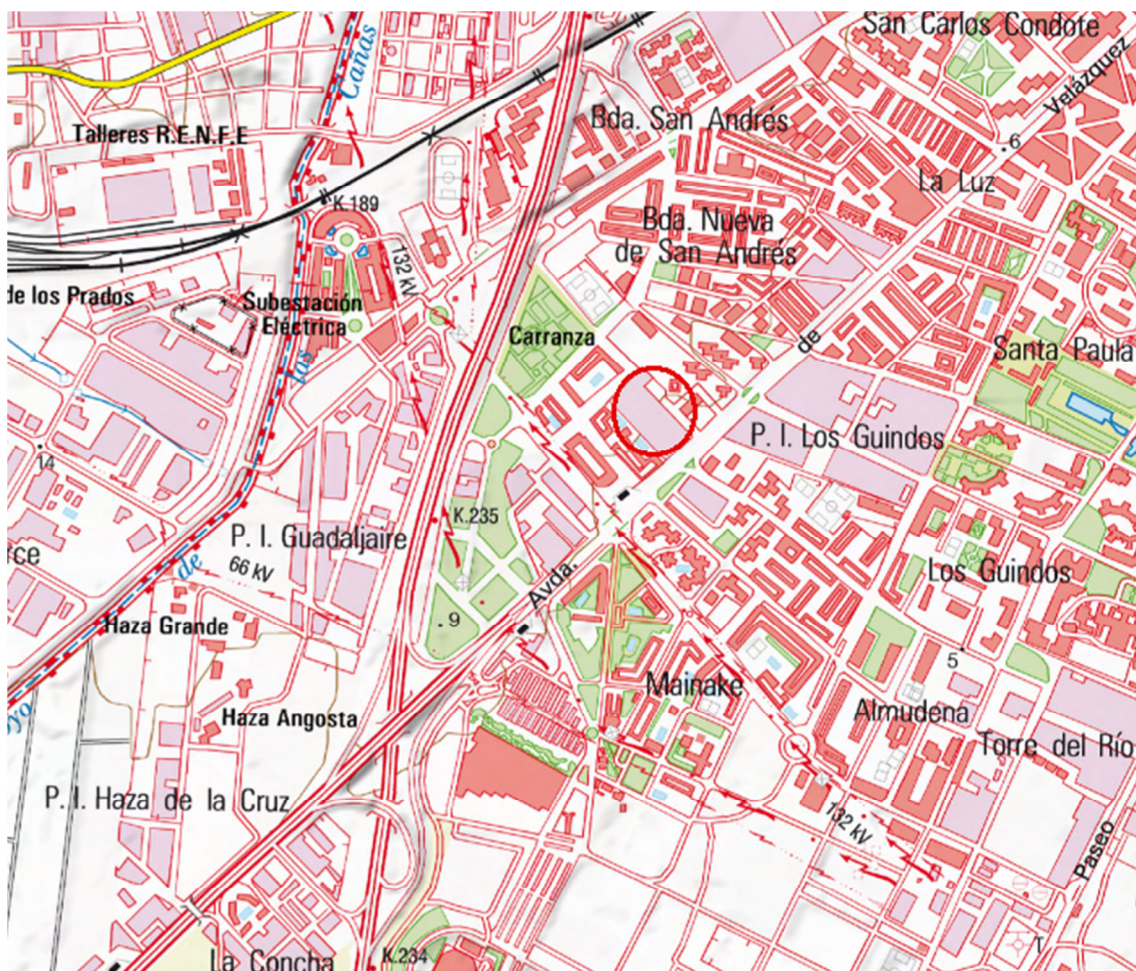 San Carlos Condote
Cañas
Velázquez
Bda. San Andrés
Talleres R.E.N.F.E
6
La Luz
K.189
Bda. Nueva
de San Andrés
132 kV
de los Prados
Subestación
Eléctrica
Carranza
de
Santa Paula
las
P. I. Los Guindos
14
K.235
P. I. Guadaljaire
rce
de
66 kV
Avda.
Los Guindos
Haza Grande
9
5
Mainake
Haza Angosta
Almudena
oyo
Torre del Río
P. I. Haza de la Cruz
132 kV
Paseo
La Concha
K.234
T